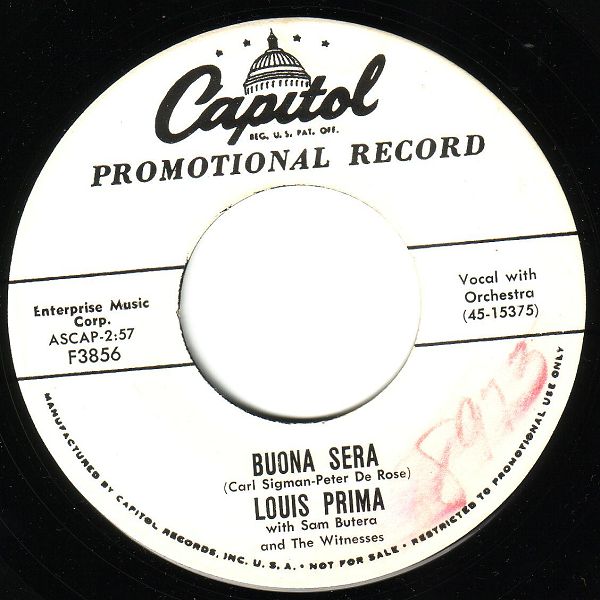 Capitol
REG. U.S. PAT. OFF.
PROMOTIONAL RECORD
Enterprise Music
Corp.
ASCAP-2:57
F3856
Vocal with
Orchestra
(45-15375)
8973
BUONA SERA
(Carl Sigman-Peter De Rose)
LOUIS PRIMA
with Sam Butera
and The Witnesses
MANUFACTURED BY CAPITOL RECORDS, INC. U.S.A. • NOT FOR SALE • RESTRICTED TO PROMOTIONAL USE ONLY